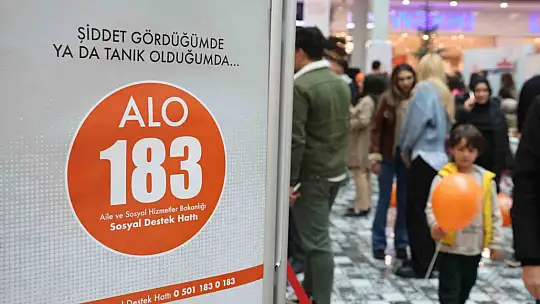 ŞİDDET GÖRDÜĞÜMDE
YA DA TANIK OLDUĞUMDA...
ALO
183
Aile ve Sosyal Hizmetler Bakanlığı
Sosyal Destek Hattı
Destek Hattı 0 501 183 0 183